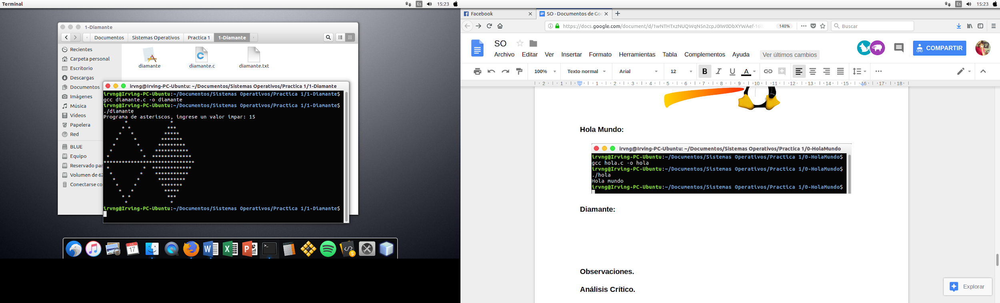 Terminal
Es
15:23
1-Diamante
Documentos
Sistemas Operativos
Practica 1
1-Diamante
Recientes
Carpeta personal
Escritorio
Descargas
Documentos
Imágenes
Música
Vídeos
Papelera
Red
BLUE
Equipo
Reservado par
Volumen de 62
Conectarse co
diamante
diamante.c
diamante.txt
irvng@Irving-PC-Ubuntu: ~/Documentos/Sistemas Operativos/Practica 1/1-Diamante
irvng@Irving-PC-Ubuntu:~/Documentos/Sistemas Operativos/Practica 1/1-Diamante$
gcc diamante.c -o diamante
irvng@Irving-PC-Ubuntu:~/Documentos/Sistemas Operativos/Practica 1/1-Diamante$
./diamante
Programa de asteriscos, ingrese un valor impar: 15
       *              *
      * *            ***
     *   *          *****
    *     *        *******
   *       *      *********
  *         *    ***********
 *           *  *************
******************************
 *           *  *************
  *         *    ***********
   *       *      *********
    *     *        *******
     *   *          *****
      * *            ***
       *              *
irvng@Irving-PC-Ubuntu:~/Documentos/Sistemas Operativos/Practica 1/1-Diamante$
JUL
17
W
X
P
>_
</>
S
Es
15:23
Facebook
SO - Documentos de Goo
https://docs.google.com/document/d/1wNTHTxzNUQWqN5n2cpJ0IW0DbXYWAef-16
140%
Buscar
SO
Archivo
Editar
Ver
Insertar
Formato
Herramientas
Tabla
Complementos
Ayuda
Ver últimos cambios
COMPARTIR
100%
Texto normal
Arial
12
B
I
U
A
2 1 1 2 3 4 5 6 7 8 9 10 11 12 13 14 15 16 17 18
Hola Mundo:
irvng@Irving-PC-Ubuntu: ~/Documentos/Sistemas Operativos/Practica 1/0-HolaMundo
irvng@Irving-PC-Ubuntu:~/Documentos/Sistemas Operativos/Practica 1/0-HolaMundo$
gcc hola.c -o hola
irvng@Irving-PC-Ubuntu:~/Documentos/Sistemas Operativos/Practica 1/0-HolaMundo$
./hola
Hola mundo
irvng@Irving-PC-Ubuntu:~/Documentos/Sistemas Operativos/Practica 1/0-HolaMundo$
Diamante:
Observaciones.
Análisis Crítico.
Explorar